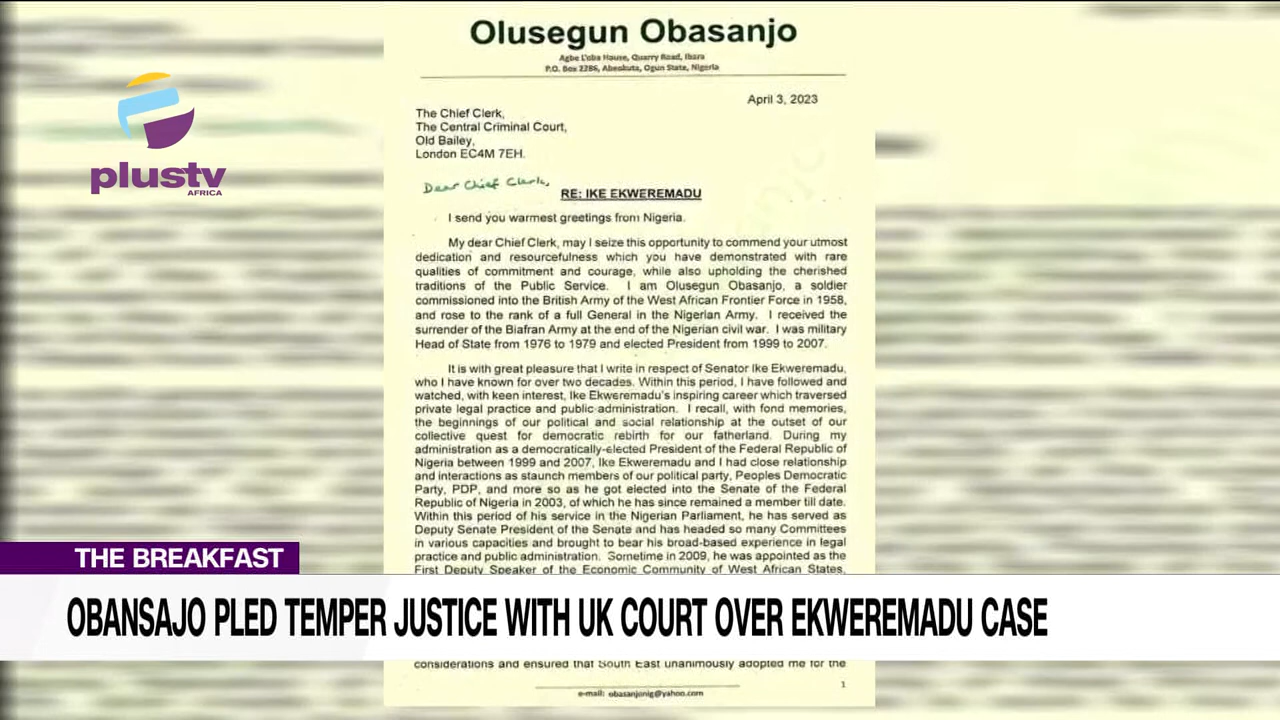 Olusegun Obasanjo
Agbe L'oba House, Quarry Road, Ibara
P.O. Box 2286, Abeokuta, Ogun State, Nigeria
April 3, 2023
The Chief Clerk,
The Central Criminal Court,
Old Bailey,
London EC4M 7EH.
Dear Chief Clerk,
RE: IKE EKWEREMADU
I send you warmest greetings from Nigeria.
My dear Chief Clerk, may I seize this opportunity to commend your utmost
dedication and resourcefulness which you have demonstrated with rare
qualities of commitment and courage, while also upholding the cherished
traditions of the Public Service. I am Olusegun Obasanjo, a soldier
commissioned into the British Army of the West African Frontier Force in 1958,
and rose to the rank of a full General in the Nigerian Army. I received the
surrender of the Biafran Army at the end of the Nigerian civil war. I was military
Head of State from 1976 to 1979 and elected President from 1999 to 2007.
It is with great pleasure that I write in respect of Senator Ike Ekweremadu,
who I have known for over two decades. Within this period, I have followed and
watched, with keen interest, Ike Ekweremadu's inspiring career which traversed
private legal practice and public administration. I recall, with fond memories,
the beginnings of our political and social relationship at the outset of our
collective quest for democratic rebirth for our fatherland. During my
administration as a democratically-elected President of the Federal Republic of
Nigeria between 1999 and 2007, Ike Ekweremadu and I had close relationship
and interactions as staunch members of our political party, Peoples Democratic
Party, PDP, and more so as he got elected into the Senate of the Federal
Republic of Nigeria in 2003, of which he has since remained a member till date.
Within this period of his service in the Nigerian Parliament, he has served as
Deputy Senate President of the Senate and has headed so many Committees
in various capacities and brought to bear his broad-based experience in legal
practice and public administration. Sometime in 2009, he was appointed as the
First Deputy Speaker of the Economic Community of West African States,
considerations and ensured that South East unanimously adopted me for the
1
e-mail: obasanjonig@yahoo.com
plustv
AFRICA
THE BREAKFAST
OBANSAJO PLED TEMPER JUSTICE WITH UK COURT OVER EKWEREMADU CASE